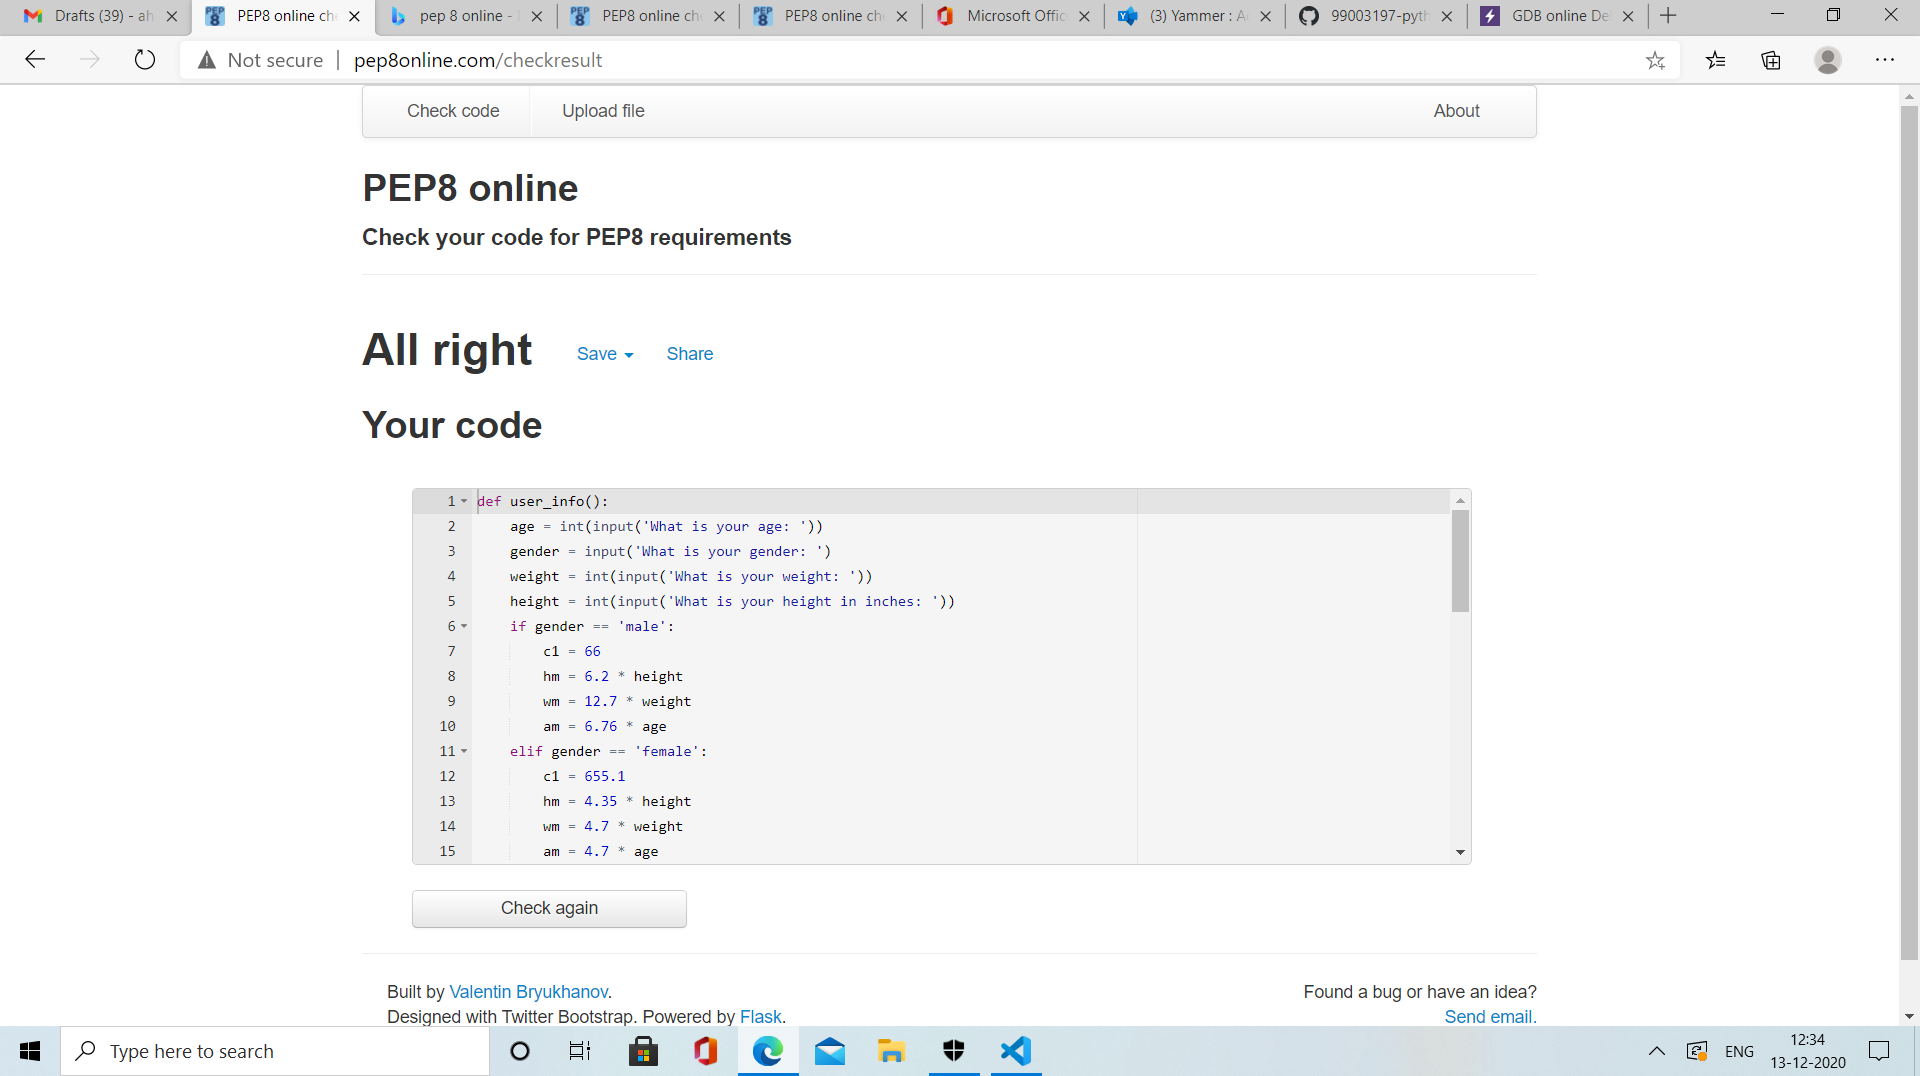 Drafts (39) - ah
PEP8 online che
pep 8 online -
PEP8 online che
PEP8 online che
Microsoft Offic
(3) Yammer : A
99003197-pyth
GDB online De
Not secure | pep8online.com/checkresult
Check code
Upload file
About
PEP8 online
Check your code for PEP8 requirements
All right
Save
Share
Your code
1 def user_info():
2 age = int(input('What is your age: '))
3 gender = input('What is your gender: ')
4 weight = int(input('What is your weight: '))
5 height = int(input('What is your height in inches: '))
6 if gender == 'male':
7 c1 = 66
8 hm = 6.2 * height
9 wm = 12.7 * weight
10 am = 6.76 * age
11 elif gender == 'female':
12 c1 = 655.1
13 hm = 4.35 * height
14 wm = 4.7 * weight
15 am = 4.7 * age
Check again
Built by Valentin Bryukhanov.
Found a bug or have an idea?
Designed with Twitter Bootstrap. Powered by Flask.
Send email.
Type here to search
ENG
12:34
13-12-2020